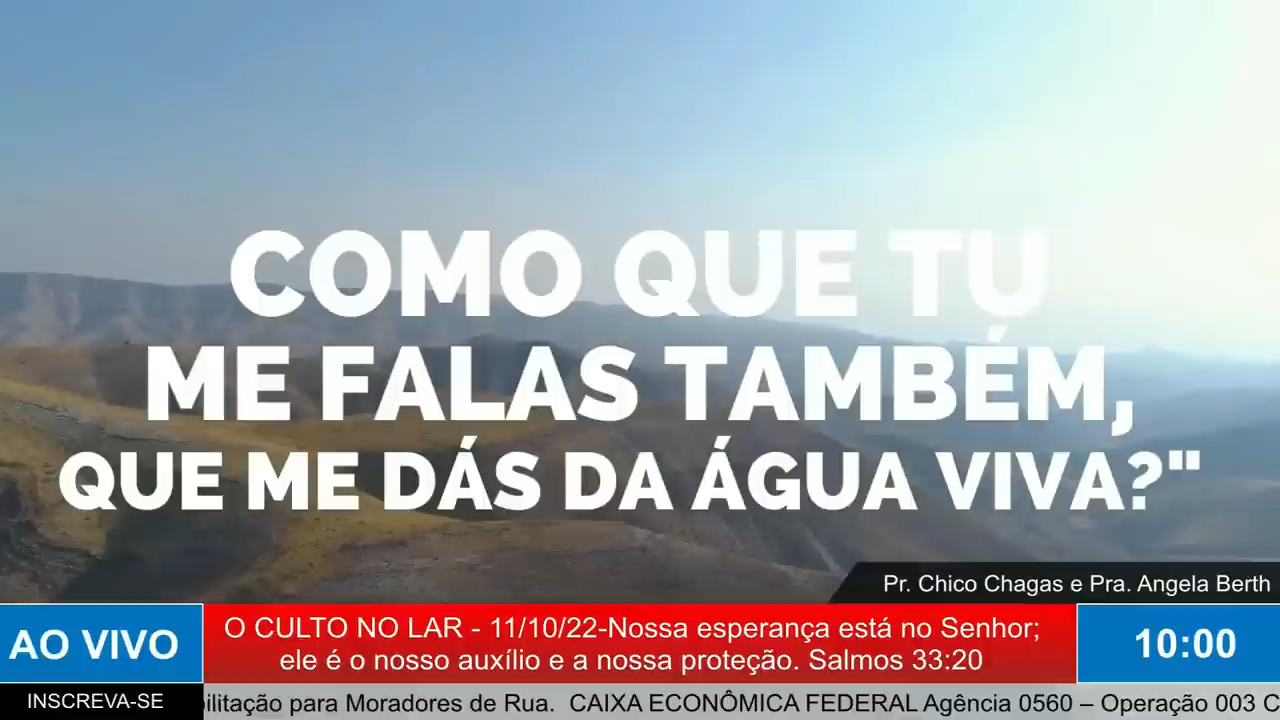 COMO QUE TU
ME FALAS TAMBÉM,
QUE ME DÁS DA ÁGUA VIVA?"
Pr. Chico Chagas e Pra. Angela Berth
AO VIVO
O CULTO NO LAR - 11/10/22-Nossa esperança está no Senhor;
ele é o nosso auxílio e a nossa proteção. Salmos 33:20
10:00
INSCREVA-SE
ilitação para Moradores de Rua.  CAIXA ECONÔMICA FEDERAL Agência 0560 – Operação 003 C